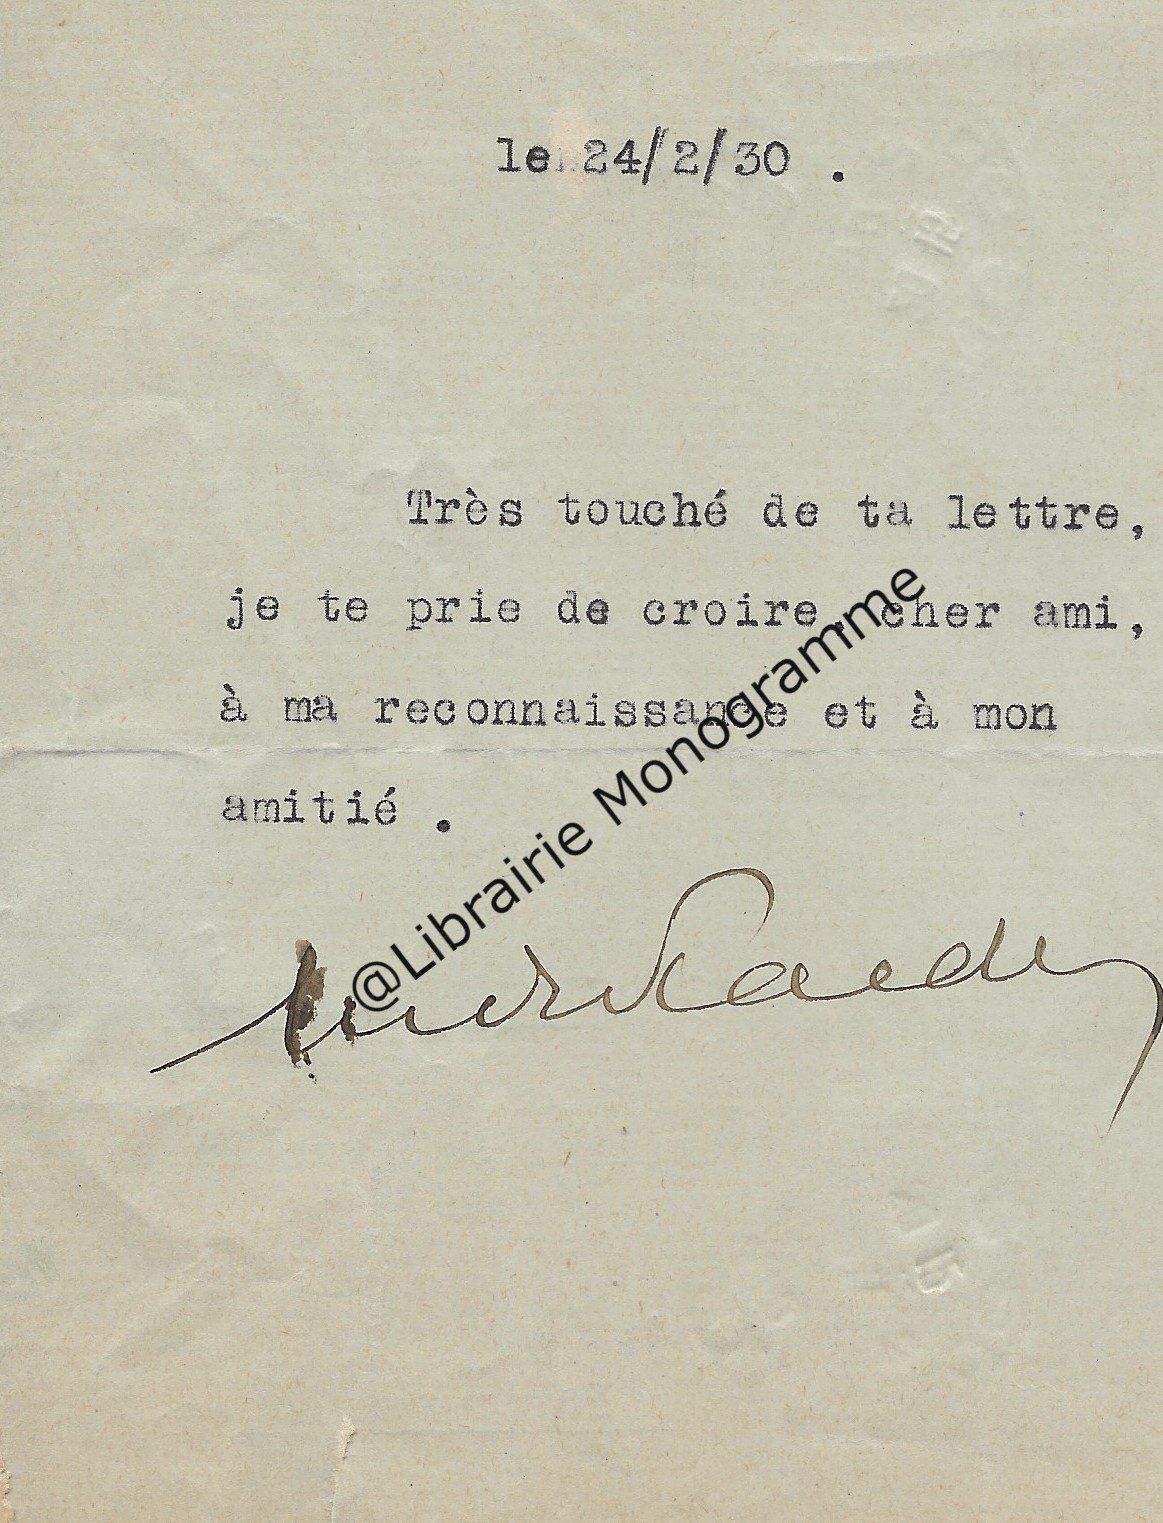 le 24/2/30 .
Très touché de ta lettre,
je te prie de croire, cher ami,
à ma reconnaissance et à mon
amitié .
@Librairie Monogramme